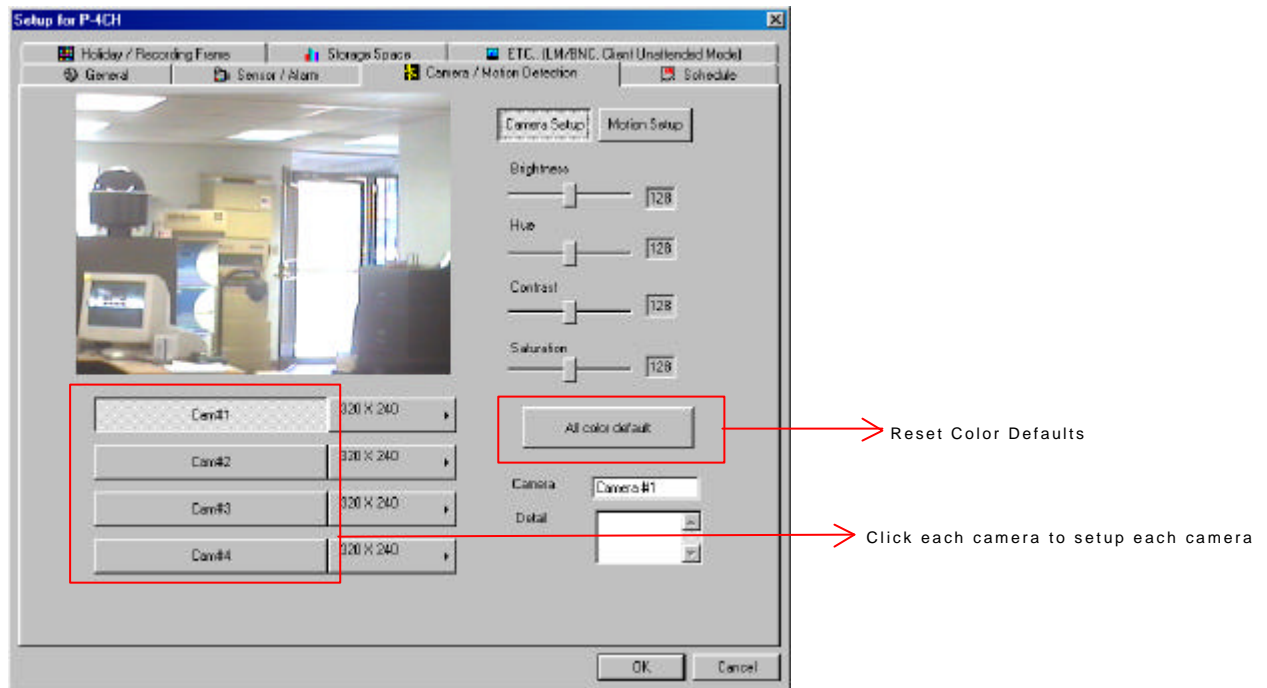 Setup for P-4CH
Holiday / Recording Frame
Storage Space
ETC. (LM/BNC, Client Unattended Mode)
General
Sensor / Alarm
Camera / Motion Detection
Schedule
Camera Setup
Motion Setup
Brightness
128
Hue
128
Contrast
128
Saturation
128
Cam#1
320 X 240
All color default
Reset Color Defaults
Cam#2
320 X 240
Camera
Camera #1
Cam#3
320 X 240
Detail
Click each camera to setup each camera
Cam#4
320 X 240
OK
Cancel